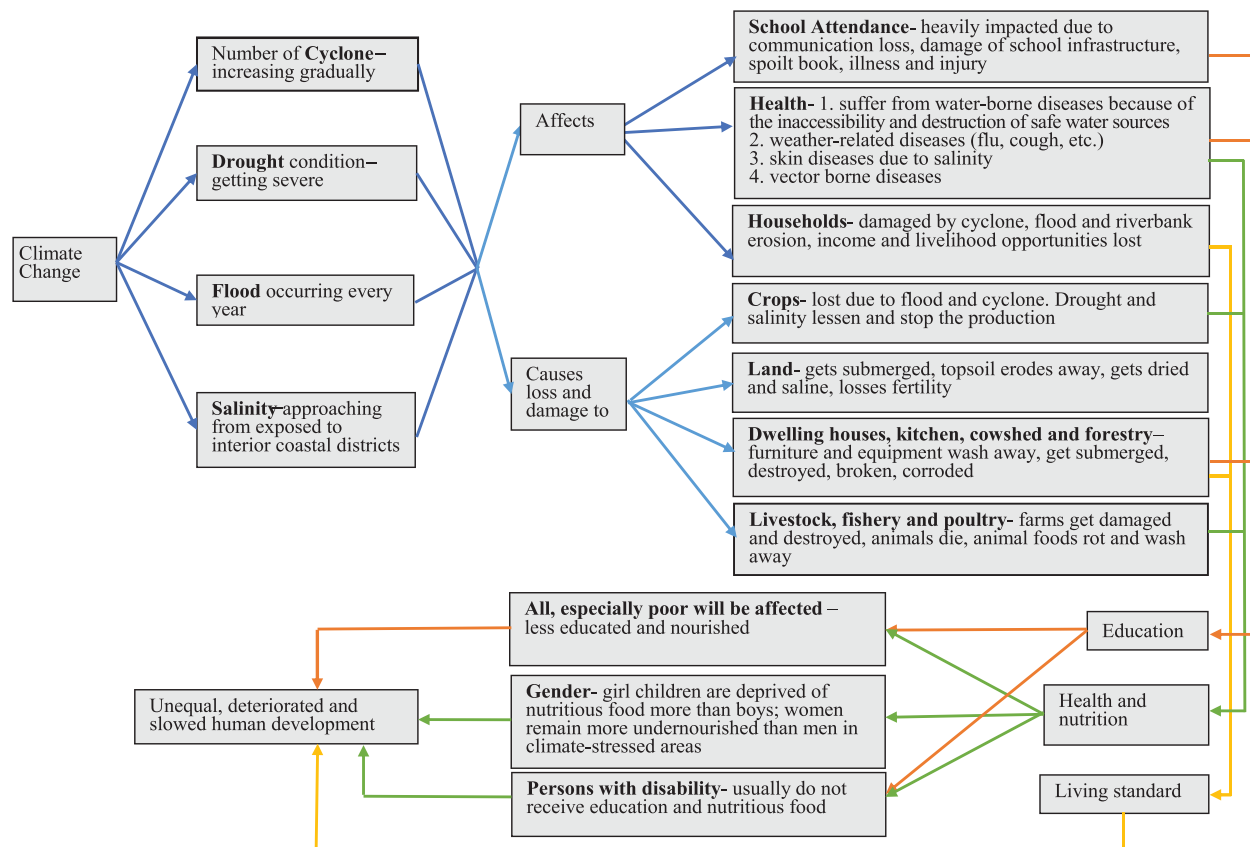 Climate
Change
Number of Cyclone–
increasing gradually
Drought condition–
getting severe
Flood occurring every
year
Salinity–approaching
from exposed to
interior coastal districts
Affects
Causes
loss and
damage to
School Attendance- heavily impacted due to
communication loss, damage of school infrastructure,
spoilt book, illness and injury
Health- 1. suffer from water-borne diseases because of
the inaccessibility and destruction of safe water sources
2. weather-related diseases (flu, cough, etc.)
3. skin diseases due to salinity
4. vector borne diseases
Households- damaged by cyclone, flood and riverbank
erosion, income and livelihood opportunities lost
Crops- lost due to flood and cyclone. Drought and
salinity lessen and stop the production
Land- gets submerged, topsoil erodes away, gets dried
and saline, losses fertility
Dwelling houses, kitchen, cowshed and forestry–
furniture and equipment wash away, get submerged,
destroyed, broken, corroded
Livestock, fishery and poultry- farms get damaged
and destroyed, animals die, animal foods rot and wash
away
Education
Health and
nutrition
Living standard
All, especially poor will be affected –
less educated and nourished
Gender- girl children are deprived of
nutritious food more than boys; women
remain more undernourished than men in
climate-stressed areas
Persons with disability- usually do not
receive education and nutritious food
Unequal, deteriorated and
slowed human development